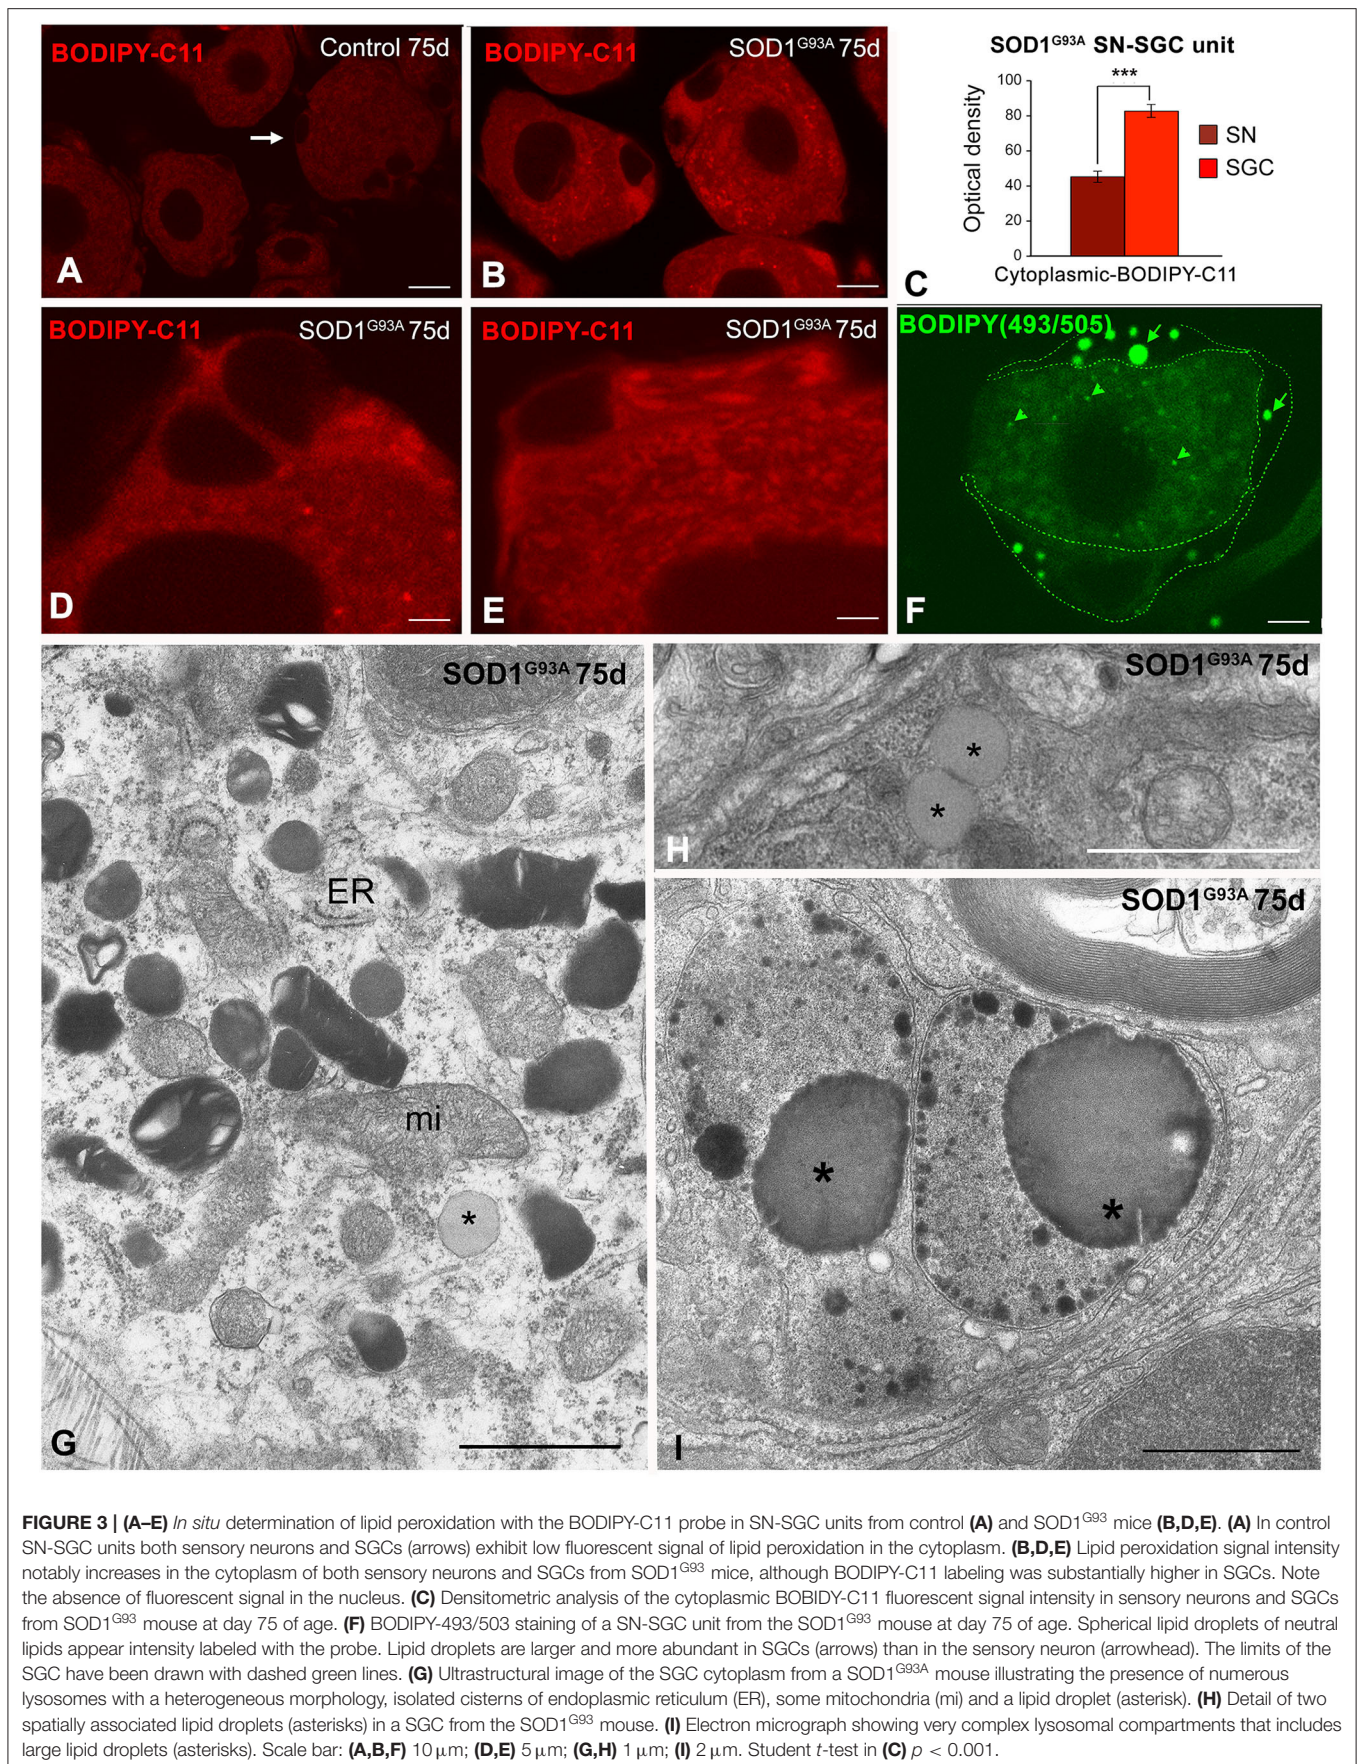 BODIPY-C11
Control 75d
A
BODIPY-C11
SOD1G93A 75d
B
SOD1G93A SN-SGC unit
***
100
80
60
40
20
0
Optical density
SN
SGC
Cytoplasmic-BODIPY-C11
C
BODIPY-C11
SOD1G93A 75d
D
BODIPY-C11
SOD1G93A 75d
E
BODIPY(493/505)
F
SOD1G93A 75d
ER
mi
*
G
SOD1G93A 75d
*
*
H
SOD1G93A 75d
*
*
I
FIGURE 3 | (A–E) In situ determination of lipid peroxidation with the BODIPY-C11 probe in SN-SGC units from control (A) and SOD1G93 mice (B,D,E). (A) In control
SN-SGC units both sensory neurons and SGCs (arrows) exhibit low fluorescent signal of lipid peroxidation in the cytoplasm. (B,D,E) Lipid peroxidation signal intensity
notably increases in the cytoplasm of both sensory neurons and SGCs from SOD1G93 mice, although BODIPY-C11 labeling was substantially higher in SGCs. Note
the absence of fluorescent signal in the nucleus. (C) Densitometric analysis of the cytoplasmic BOBIDY-C11 fluorescent signal intensity in sensory neurons and SGCs
from SOD1G93 mouse at day 75 of age. (F) BODIPY-493/503 staining of a SN-SGC unit from the SOD1G93 mouse at day 75 of age. Spherical lipid droplets of neutral
lipids appear intensity labeled with the probe. Lipid droplets are larger and more abundant in SGCs (arrows) than in the sensory neuron (arrowhead). The limits of the
SGC have been drawn with dashed green lines. (G) Ultrastructural image of the SGC cytoplasm from a SOD1G93A mouse illustrating the presence of numerous
lysosomes with a heterogeneous morphology, isolated cisterns of endoplasmic reticulum (ER), some mitochondria (mi) and a lipid droplet (asterisk). (H) Detail of two
spatially associated lipid droplets (asterisks) in a SGC from the SOD1G93 mouse. (I) Electron micrograph showing very complex lysosomal compartments that includes
large lipid droplets (asterisks). Scale bar: (A,B,F) 10 μm; (D,E) 5 μm; (G,H) 1 μm; (I) 2 μm. Student t-test in (C) p < 0.001.